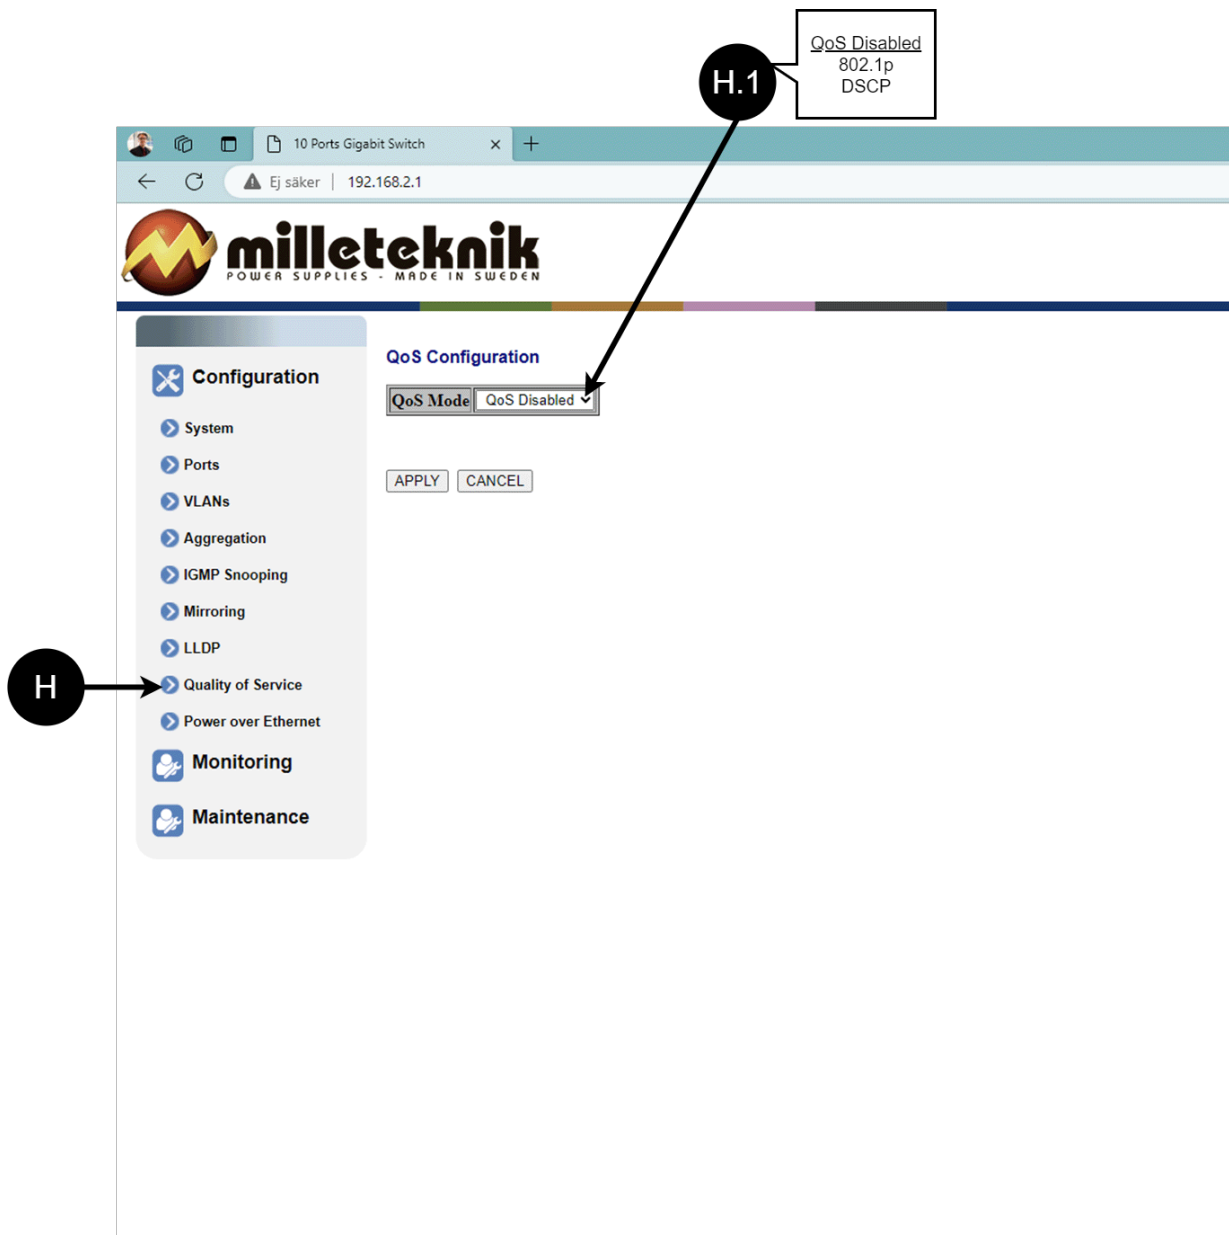 QoS Disabled
802.1p
DSCP
H.1
10 Ports Gigabit Switch
Ej säker
192.168.2.1
milleteknik
POWER SUPPLIES - MADE IN SWEDEN
Configuration
System
Ports
VLANs
Aggregation
IGMP Snooping
Mirroring
LLDP
H
Quality of Service
Power over Ethernet
Monitoring
Maintenance
QoS Configuration
QoS Mode QoS Disabled
APPLY CANCEL